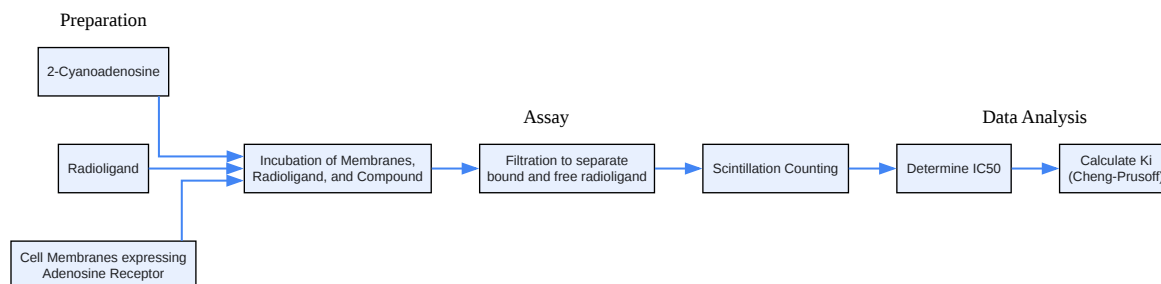 Preparation
2-Cyanoadenosine
Radioligand
Cell Membranes expressing
Adenosine Receptor
Assay
Incubation of Membranes,
Radioligand, and Compound
Filtration to separate
bound and free radioligand
Scintillation Counting
Data Analysis
Determine IC50
Calculate Ki
(Cheng-Prusoff)